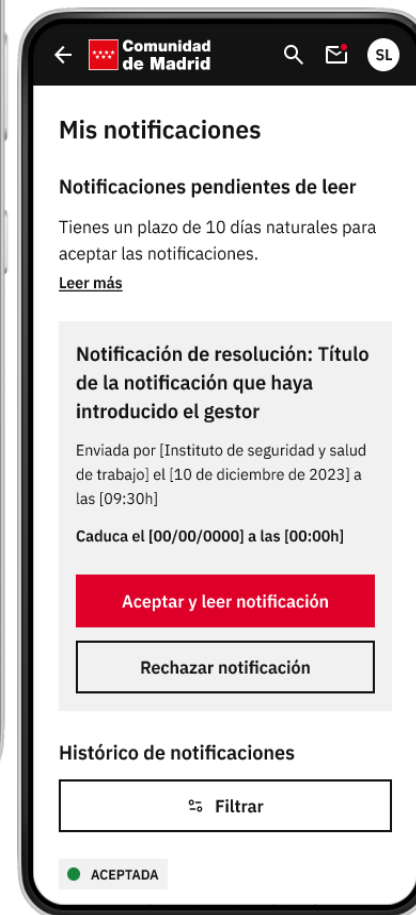 Comunidad
de Madrid
SL
Mis notificaciones
Notificaciones pendientes de leer
Tienes un plazo de 10 días naturales para
aceptar las notificaciones.
Leer más
Notificación de resolución: Título
de la notificación que haya
introducido el gestor
Enviada por [Instituto de seguridad y salud
de trabajo] el [10 de diciembre de 2023] a
las [09:30h]
Caduca el [00/00/0000] a las [00:00h]
Aceptar y leer notificación
Rechazar notificación
Histórico de notificaciones
Filtrar
ACEPTADA